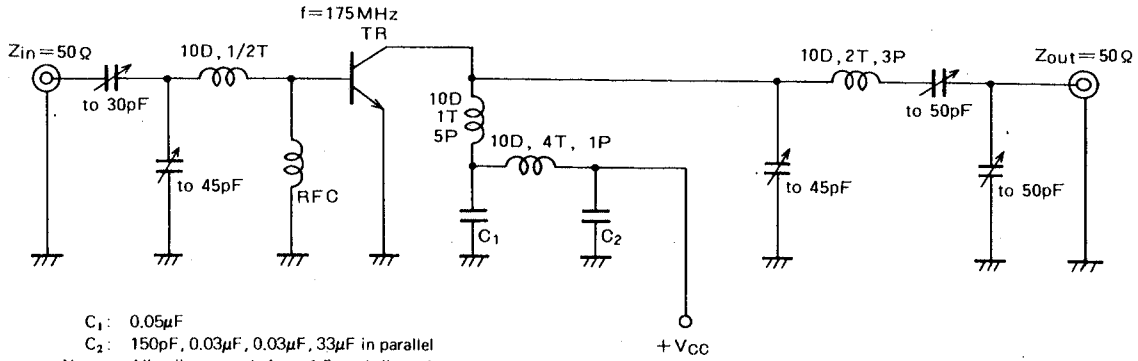 f=175MHz
TR
Zin=50Ω
10D, 1/2T
to 30pF
to 45pF
RFC
10D
1T
5P
10D, 4T, 1P
C₁
C₂
10D, 2T, 3P
Zout=50Ω
to 50pF
to 45pF
to 50pF
+VCC
C₁: 0.05μF
C₂: 150pF, 0.03μF, 0.03μF, 33μF in parallel